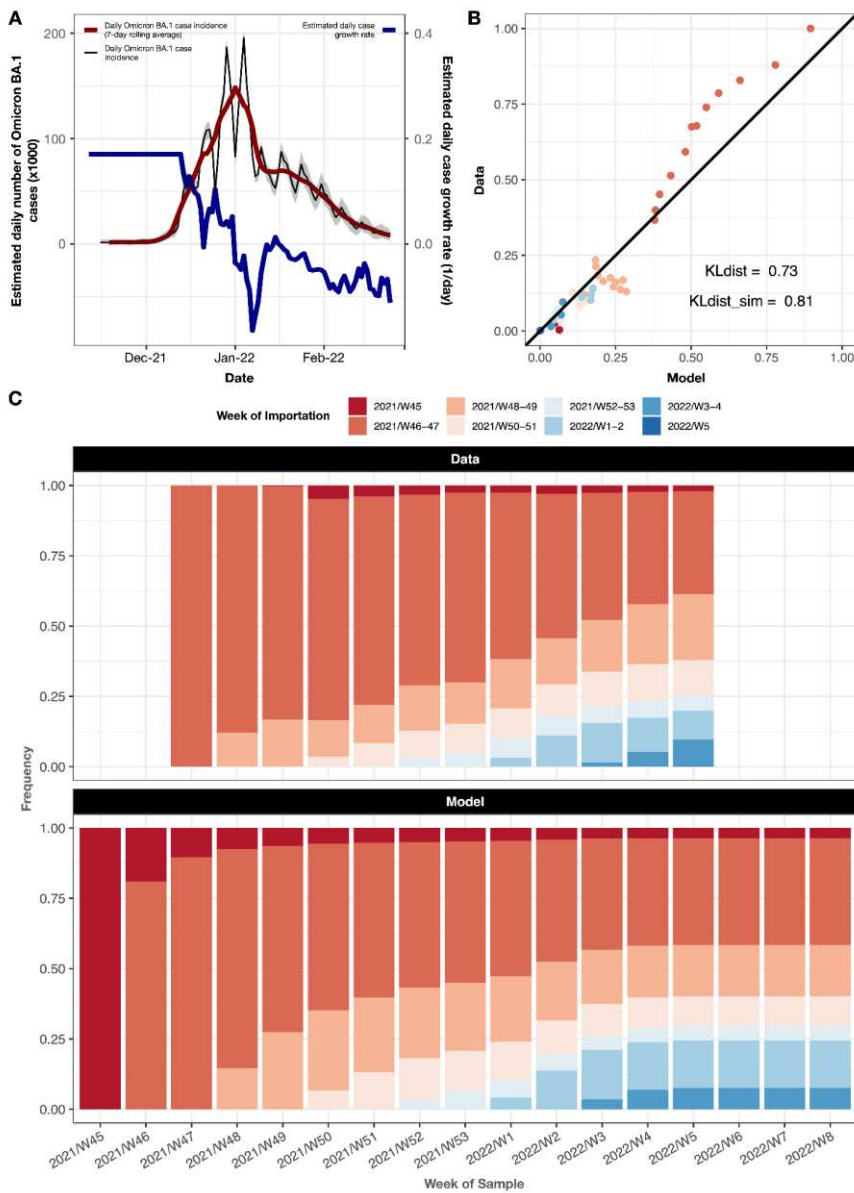 A
Daily Omicron BA.1 case incidence
(7-day rolling average)
Daily Omicron BA.1 case
incidence
Estimated daily case
growth rate
200
100
0
0.4
0.2
0.0
Estimated daily number of Omicron BA.1
cases (x1000)
Estimated daily case growth rate (1/day)
Dec-21
Jan-22
Feb-22
Date
B
1.00
0.75
0.50
0.25
0.00
Data
KLdist = 0.73
KLdist_sim = 0.81
0.00
0.25
0.50
0.75
1.00
Model
C
Week of Importation
2021/W45
2021/W46-47
2021/W48-49
2021/W50-51
2021/W52-53
2022/W1-2
2022/W3-4
2022/W5
Data
1.00
0.75
0.50
0.25
0.00
Frequency
Model
1.00
0.75
0.50
0.25
0.00
2021/W45
2021/W46
2021/W47
2021/W48
2021/W49
2021/W50
2021/W51
2021/W52
2021/W53
2022/W1
2022/W2
2022/W3
2022/W4
2022/W5
2022/W6
2022/W7
2022/W8
Week of Sample